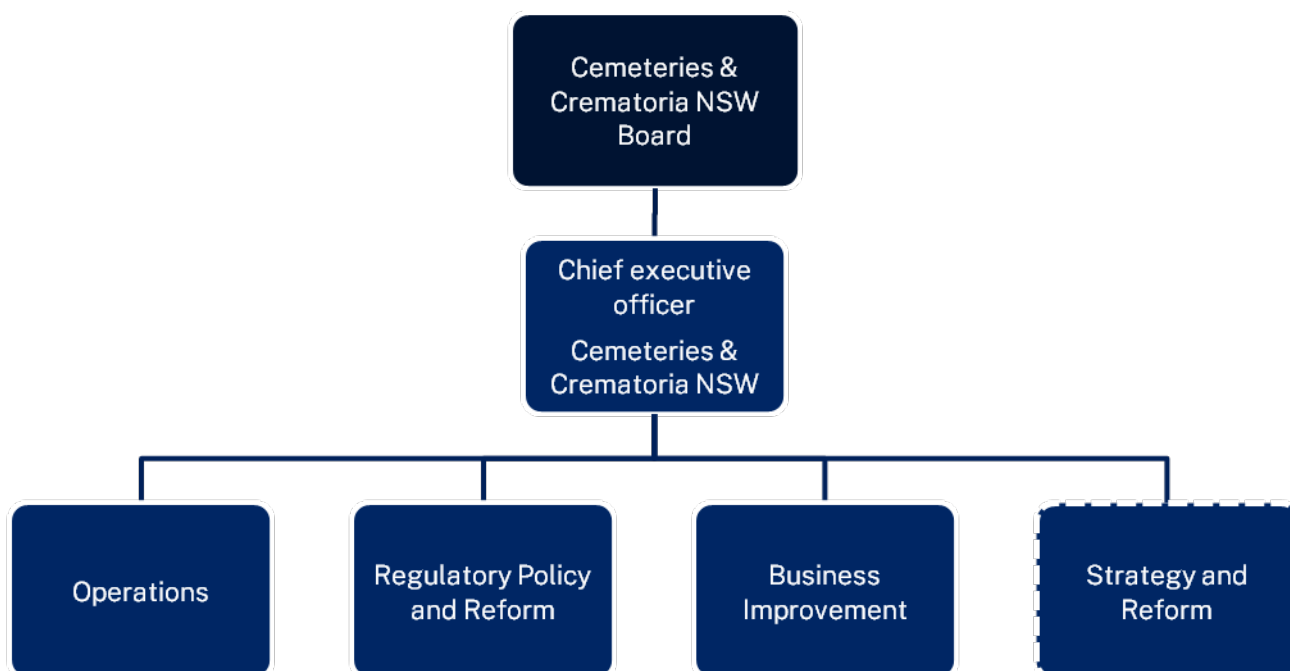 Cemeteries &
Crematoria NSW
Board
Chief executive
officer
Cemeteries &
Crematoria NSW
Operations
Regulatory Policy
and Reform
Business
Improvement
Strategy and
Reform